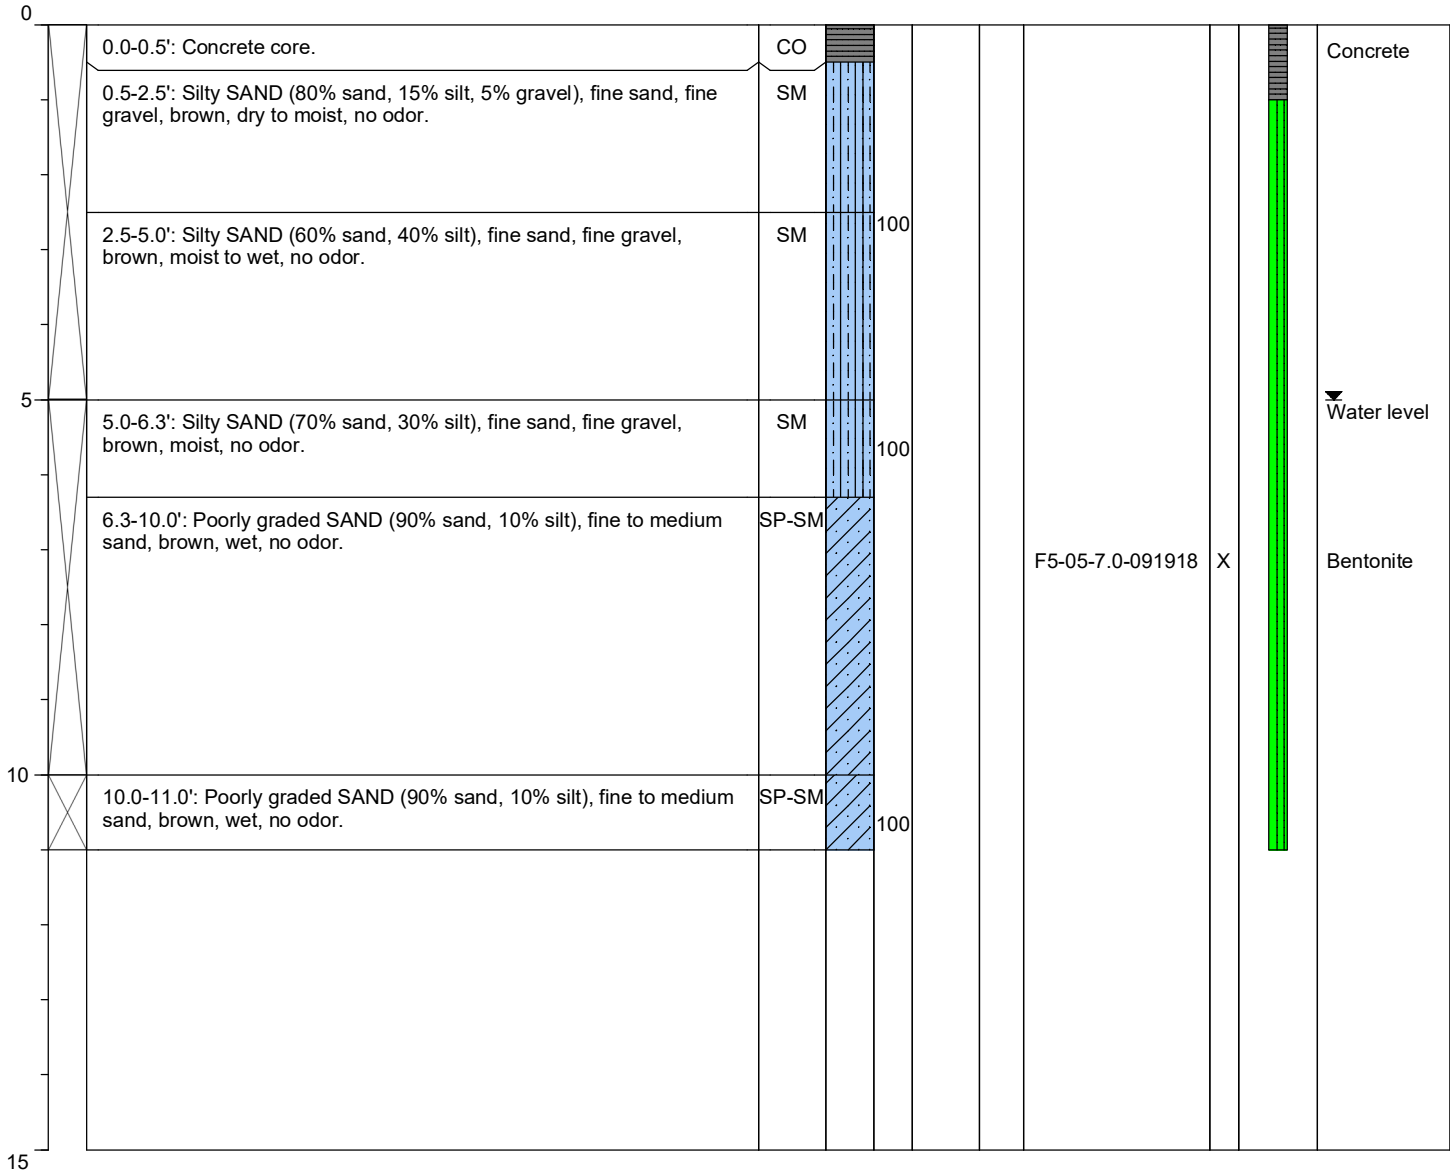 0
0.0-0.5': Concrete core.
CO
Concrete
0.5-2.5': Silty SAND (80% sand, 15% silt, 5% gravel), fine sand, fine
gravel, brown, dry to moist, no odor.
SM
2.5-5.0': Silty SAND (60% sand, 40% silt), fine sand, fine gravel,
brown, moist to wet, no odor.
SM
100
5
5.0-6.3': Silty SAND (70% sand, 30% silt), fine sand, fine gravel,
brown, moist, no odor.
SM
100
Water level
6.3-10.0': Poorly graded SAND (90% sand, 10% silt), fine to medium
sand, brown, wet, no odor.
SP-SM
F5-05-7.0-091918
X
Bentonite
10
10.0-11.0': Poorly graded SAND (90% sand, 10% silt), fine to medium
sand, brown, wet, no odor.
SP-SM
100
15